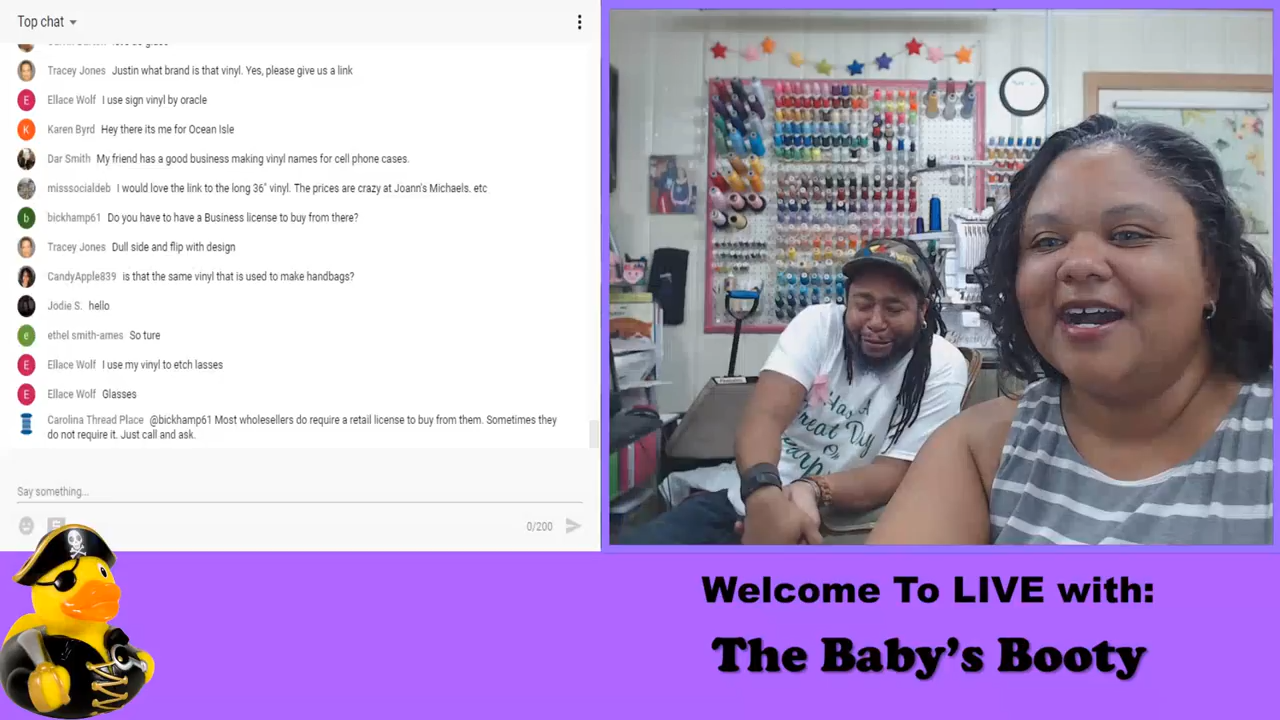 Top chat
Tracey Jones Justin what brand is that vinyl. Yes, please give us a link
E Ellace Wolf I use sign vinyl by oracle
K Karen Byrd Hey there its me for Ocean Isle
Dar Smith My friend has a good business making vinyl names for cell phone cases.
misssocialdeb I would love the link to the long 36" vinyl. The prices are crazy at Joann's Michaels. etc
b bickhamp61 Do you have to have a Business license to buy from there?
Tracey Jones Dull side and flip with design
CandyApple839 is that the same vinyl that is used to make handbags?
Jodie S. hello
e ethel smith-ames So ture
E Ellace Wolf I use my vinyl to etch lasses
E Ellace Wolf Glasses
Carolina Thread Place @bickhamp61 Most wholesellers do require a retail license to buy from them. Sometimes they
do not require it. Just call and ask.
Say something...
0/200
Great Day
Welcome To LIVE with:
The Baby's Booty